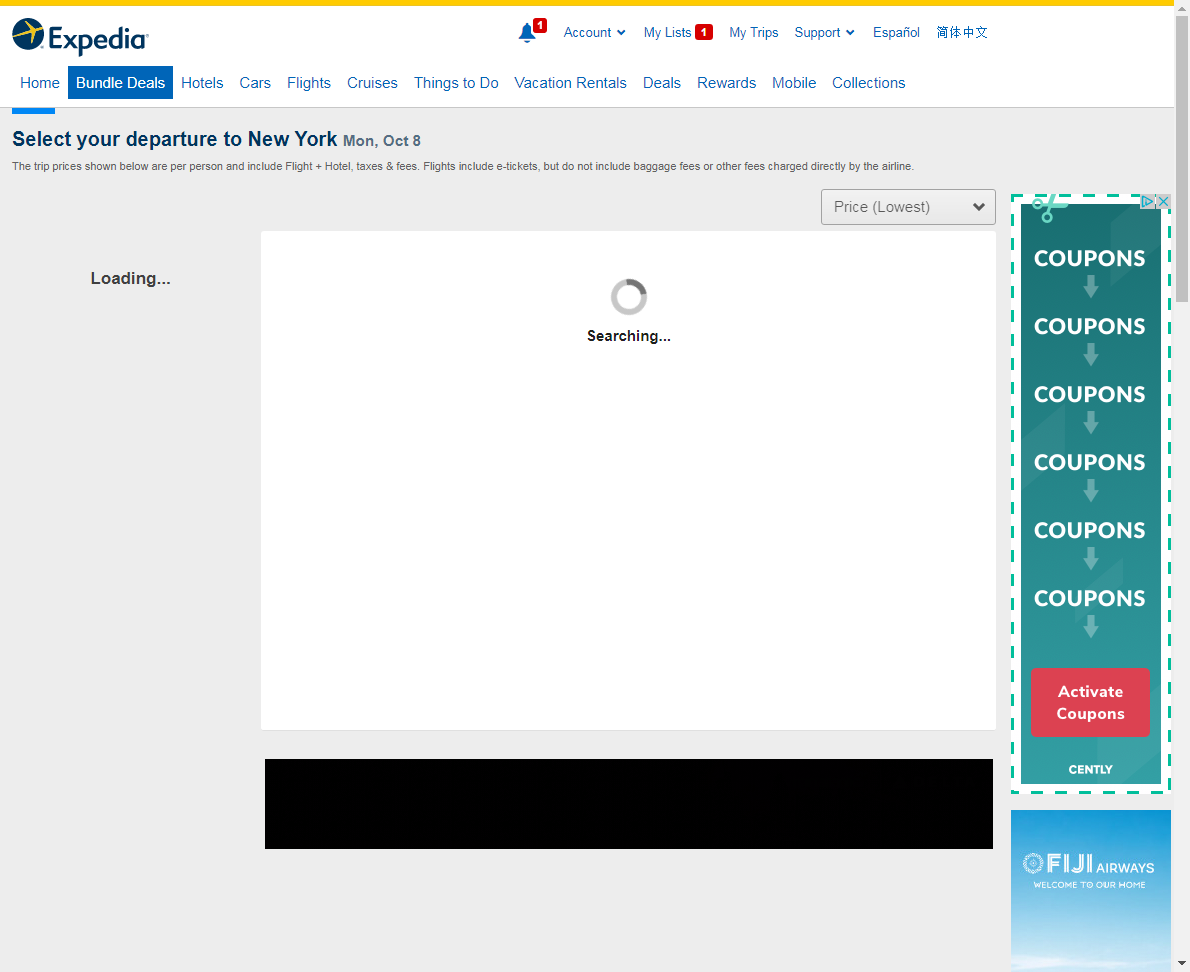 Expedia
1
Account
My Lists 1
My Trips
Support
Español
简体中文
Home
Bundle Deals
Hotels
Cars
Flights
Cruises
Things to Do
Vacation Rentals
Deals
Rewards
Mobile
Collections
Select your departure to New York Mon, Oct 8
The trip prices shown below are per person and include Flight + Hotel, taxes & fees. Flights include e-tickets, but do not include baggage fees or other fees charged directly by the airline.
Price (Lowest)
Loading...
Searching...
COUPONS
COUPONS
COUPONS
COUPONS
COUPONS
COUPONS
Activate
Coupons
CENTLY
FIJI AIRWAYS
WELCOME TO OUR HOME